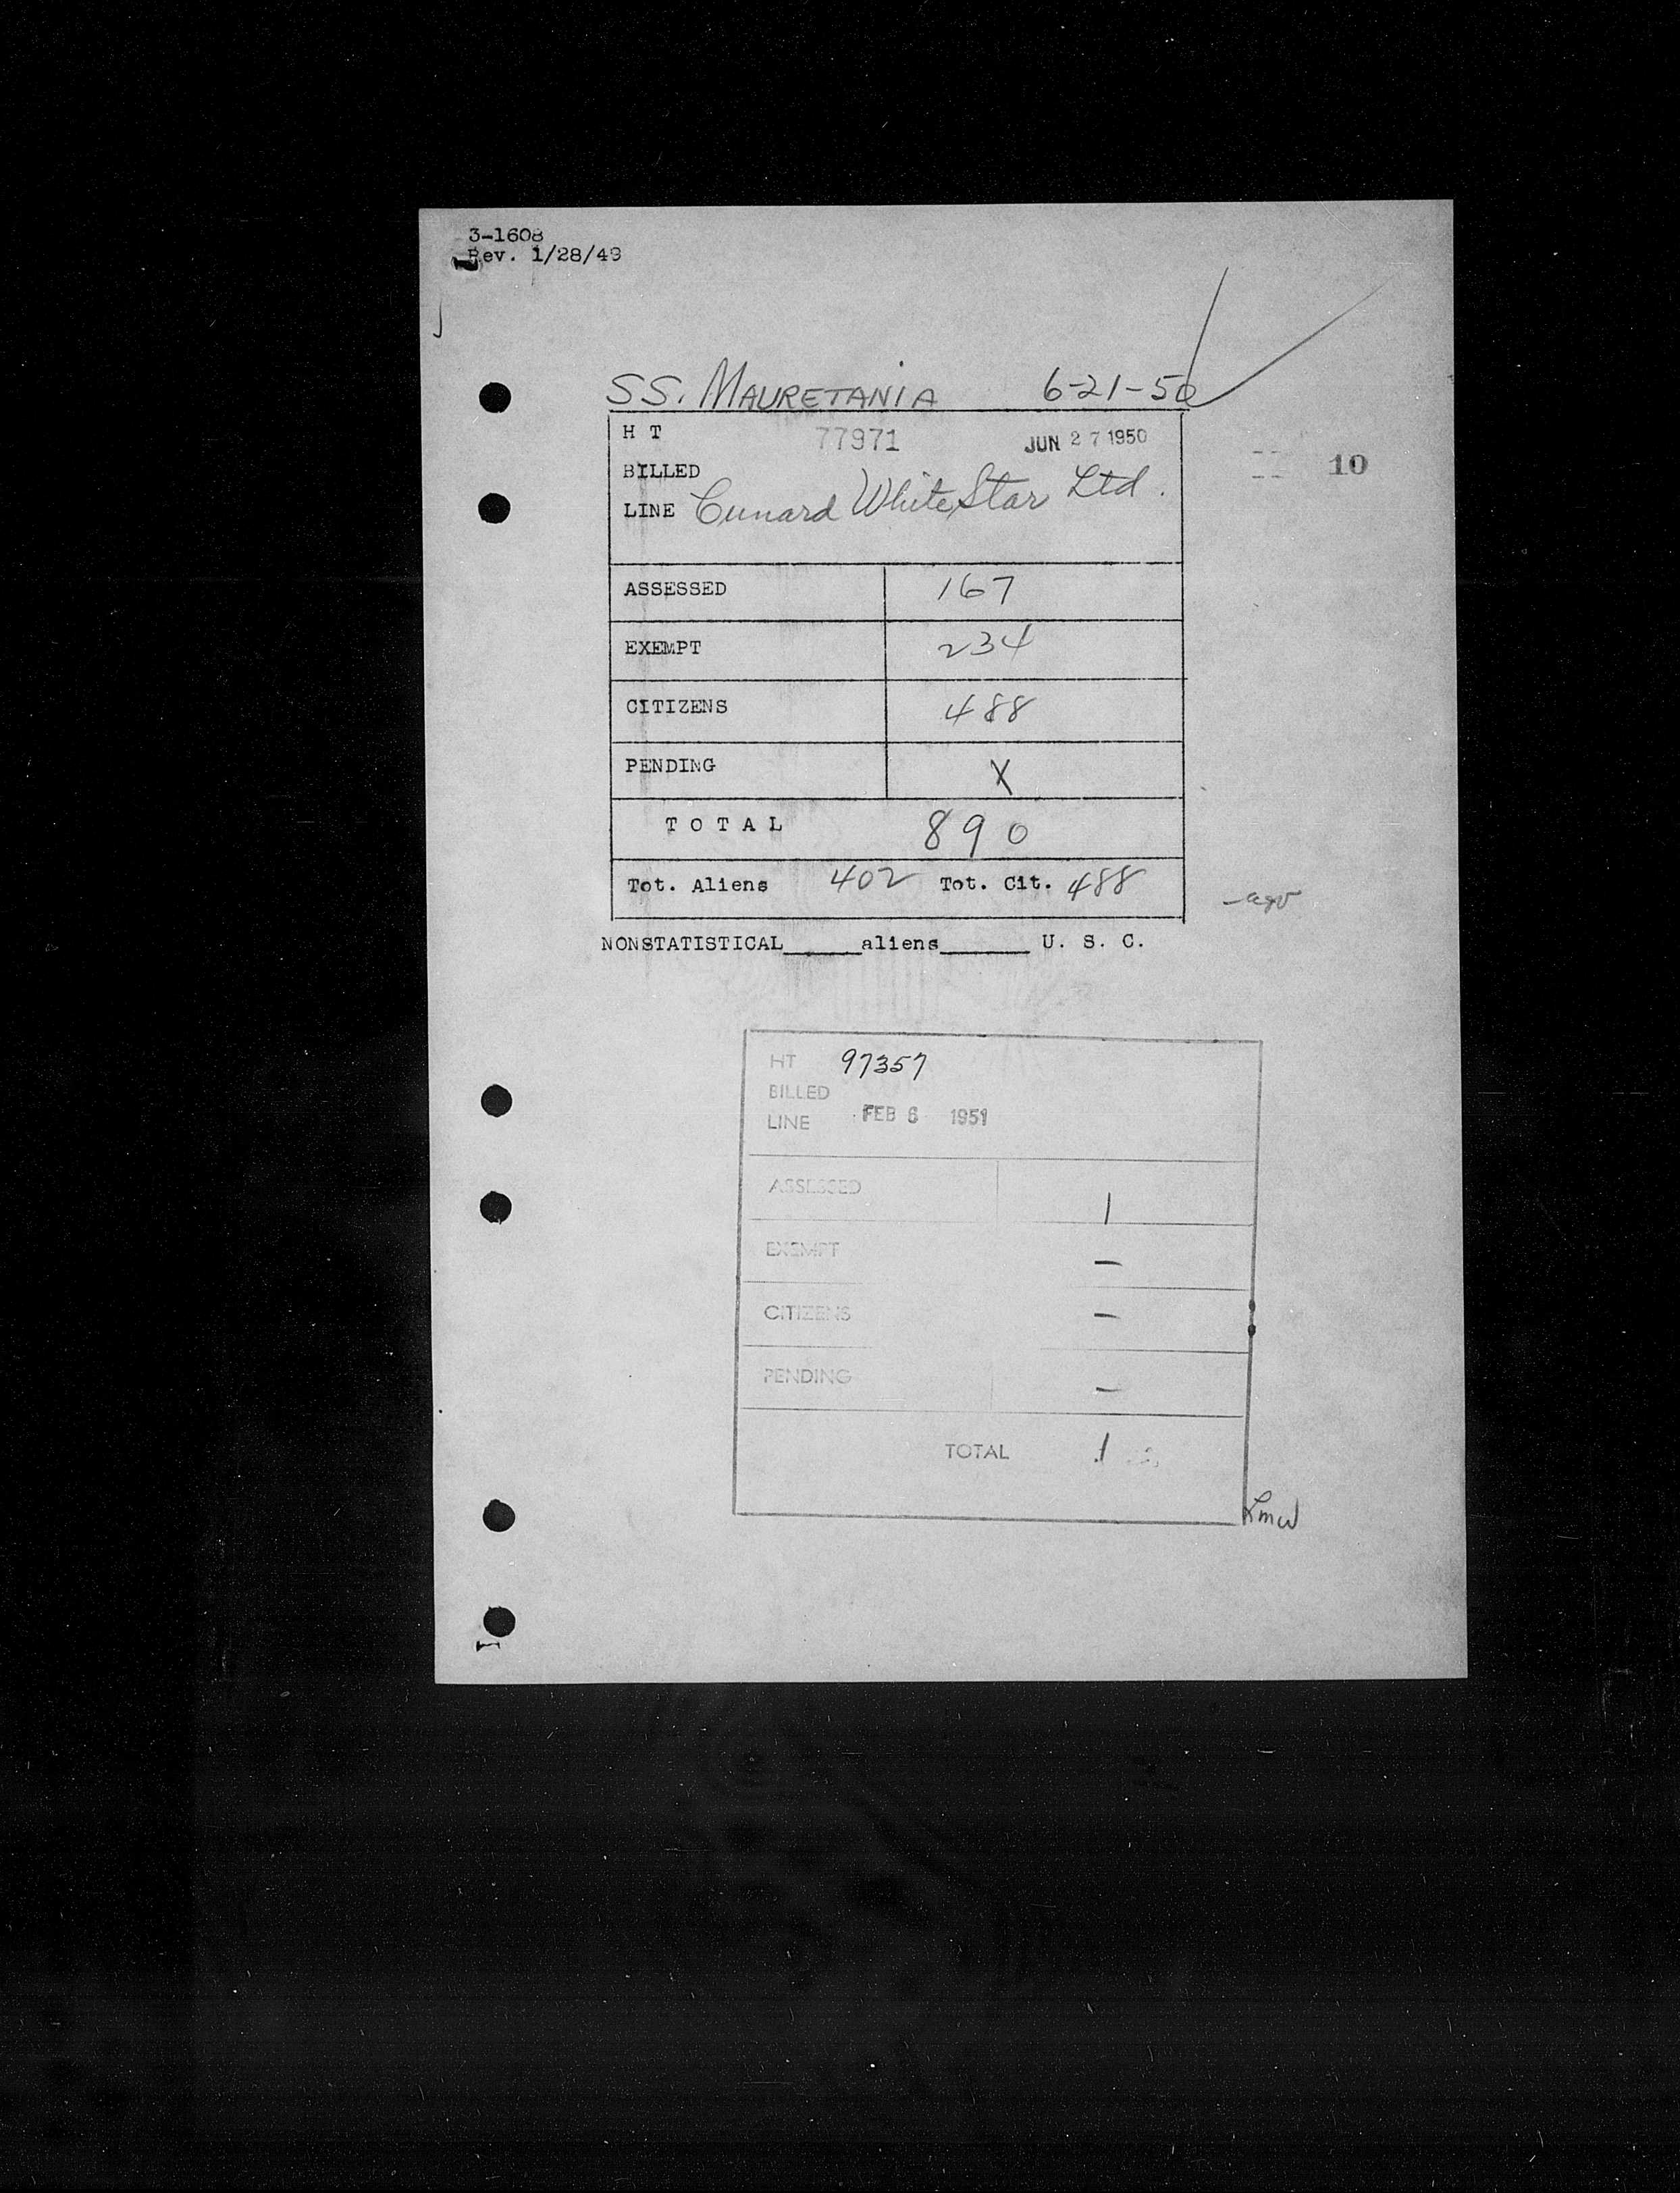 3-1608
Rev. 1/28/49
SS. MAURETANIA 6-21-50
H T 77971 JUN 27 1950
10
BILLED
LINE Cunard White Star Ltd.
ASSESSED 167
EXEMPT 234
CITIZENS 488
PENDING X
TOTAL 890
Tot. Aliens 402 Tot. Cit. 488
NONSTATISTICAL______aliens_______ U. S. C.
HT 97357
BILLED
LINE FEB 6 1951
ASSESSED 1
EXEMPT —
CITIZENS —
PENDING —
TOTAL 1
Lmw